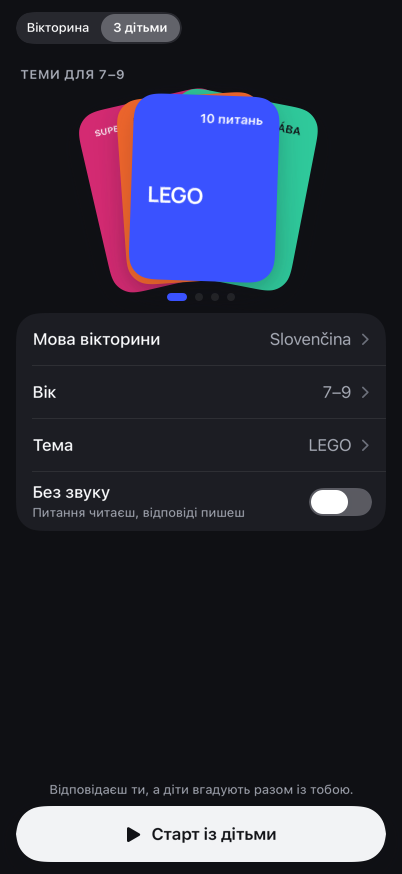 Вікторина
З дітьми
ТЕМИ ДЛЯ 7–9
10 питань
LEGO
Мова вікторини
Slovenčina
Вік
7–9
Тема
LEGO
Без звуку
Питання читаєш, відповіді пишеш
Відповідаєш ти, а діти вгадують разом із тобою.
Старт із дітьми